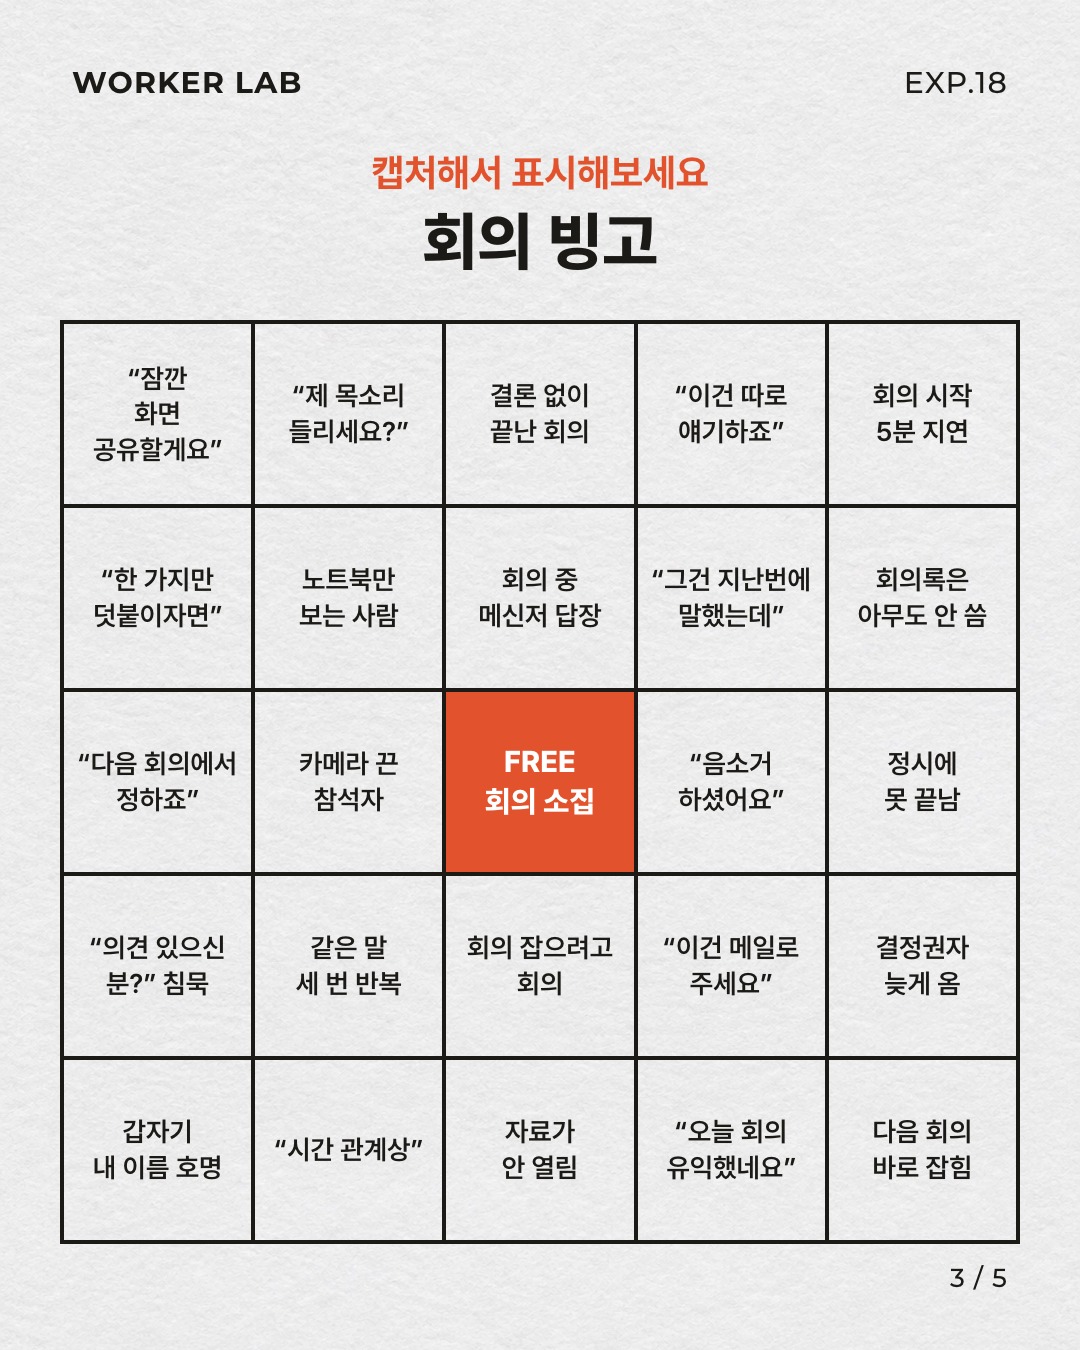 WORKER LAB
EXP.18
캡처해서 표시해보세요
회의 빙고
“잠깐
화면
공유할게요”
“제 목소리
들리세요?”
결론 없이
끝난 회의
“이건 따로
얘기하죠”
회의 시작
5분 지연
“한 가지만
덧붙이자면”
노트북만
보는 사람
회의 중
메신저 답장
“그건 지난번에
말했는데”
회의록은
아무도 안 씀
“다음 회의에서
정하죠”
카메라 끈
참석자
FREE
회의 소집
“음소거
하셨어요”
정시에
못 끝남
“의견 있으신
분?” 침묵
같은 말
세 번 반복
회의 잡으려고
회의
“이건 메일로
주세요”
결정권자
늦게 옴
갑자기
내 이름 호명
“시간 관계상”
자료가
안 열림
“오늘 회의
유익했네요”
다음 회의
바로 잡힘
3 / 5